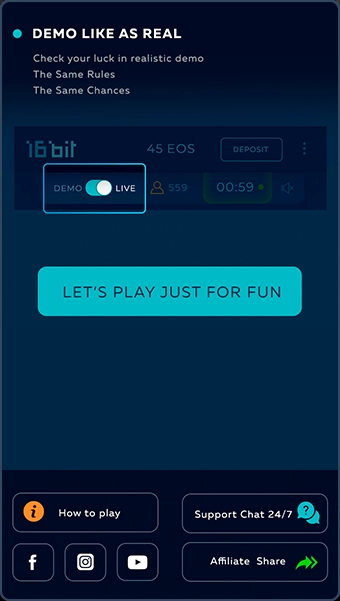 DEMO LIKE AS REAL
Check your luck in realistic demo
The Same Rules
The Same Chances
16bit 45 EOS DEPOSIT
DEMO LIVE 559 00:59
LET'S PLAY JUST FOR FUN
How to play Support Chat 24/7 ?
Affiliate Share